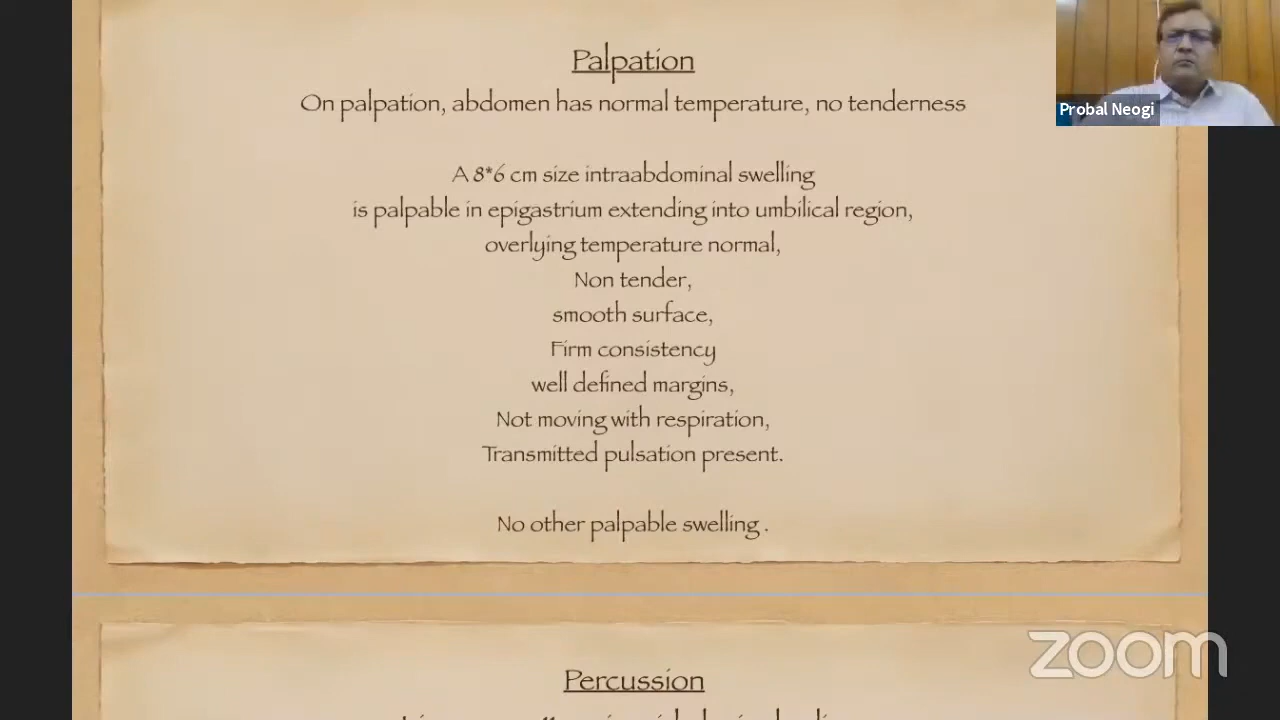 Palpation
On palpation, abdomen has normal temperature, no tenderness
Probal Neogi
A 8*6 cm size intraabdominal swelling
is palpable in epigastrium extending into umbilical region,
overlying temperature normal,
Non tender,
smooth surface,
Firm consistency
well defined margins,
Not moving with respiration,
Transmitted pulsation present.
No other palpable swelling .
zoom
Percussion